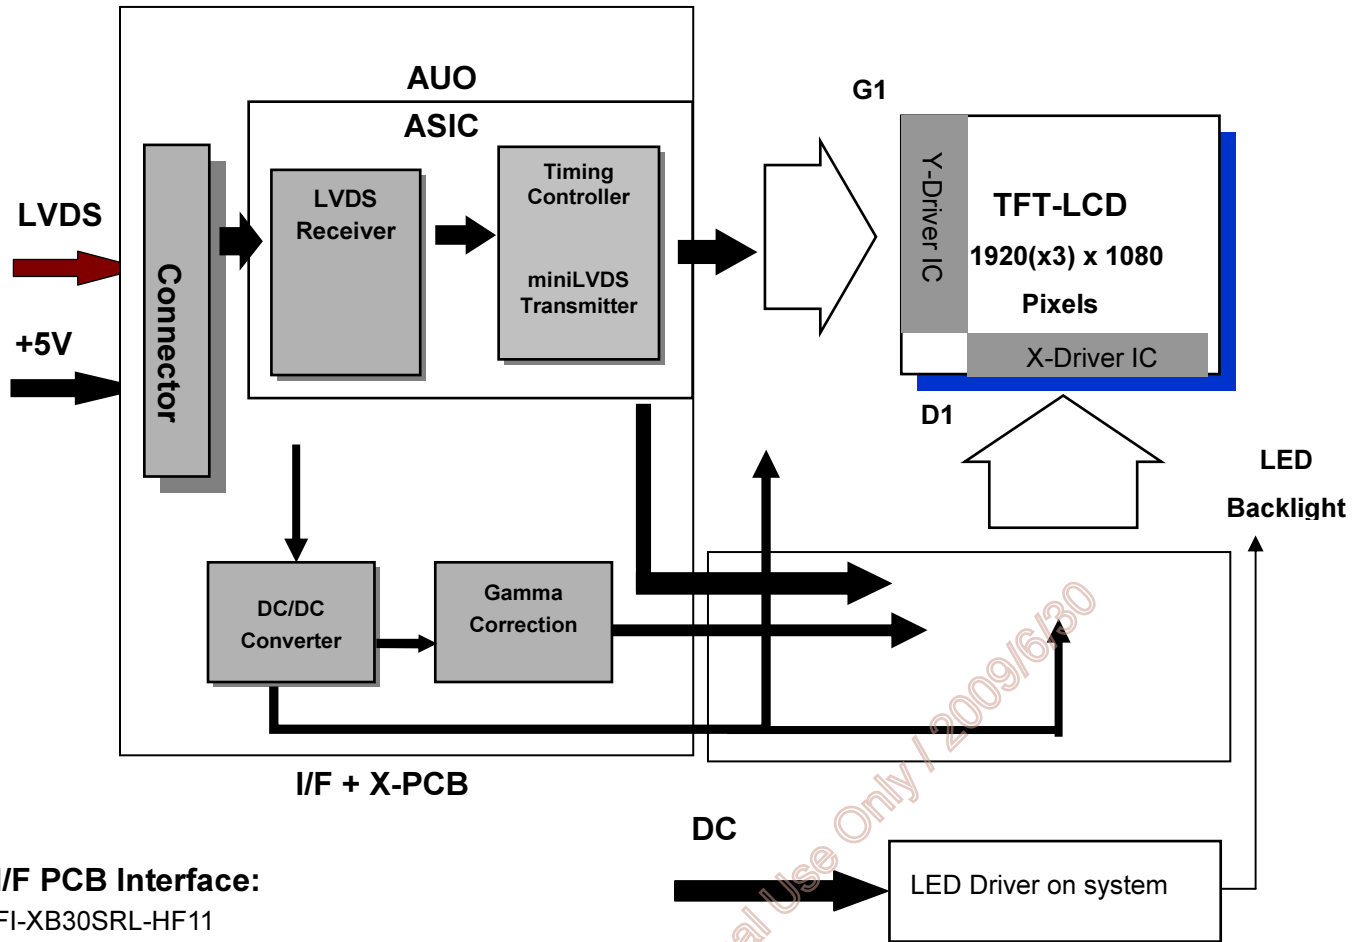 AUO
ASIC
G1
LVDS
+5V
Connector
LVDS
Receiver
Timing
Controller
miniLVDS
Transmitter
Y-Driver IC
TFT-LCD
1920(x3) x 1080
Pixels
X-Driver IC
D1
LED
Backlight
DC/DC
Converter
Gamma
Correction
I/F + X-PCB
DC
LED Driver on system
I/F PCB Interface:
FI-XB30SRL-HF11
Use Only / 2009/6/30